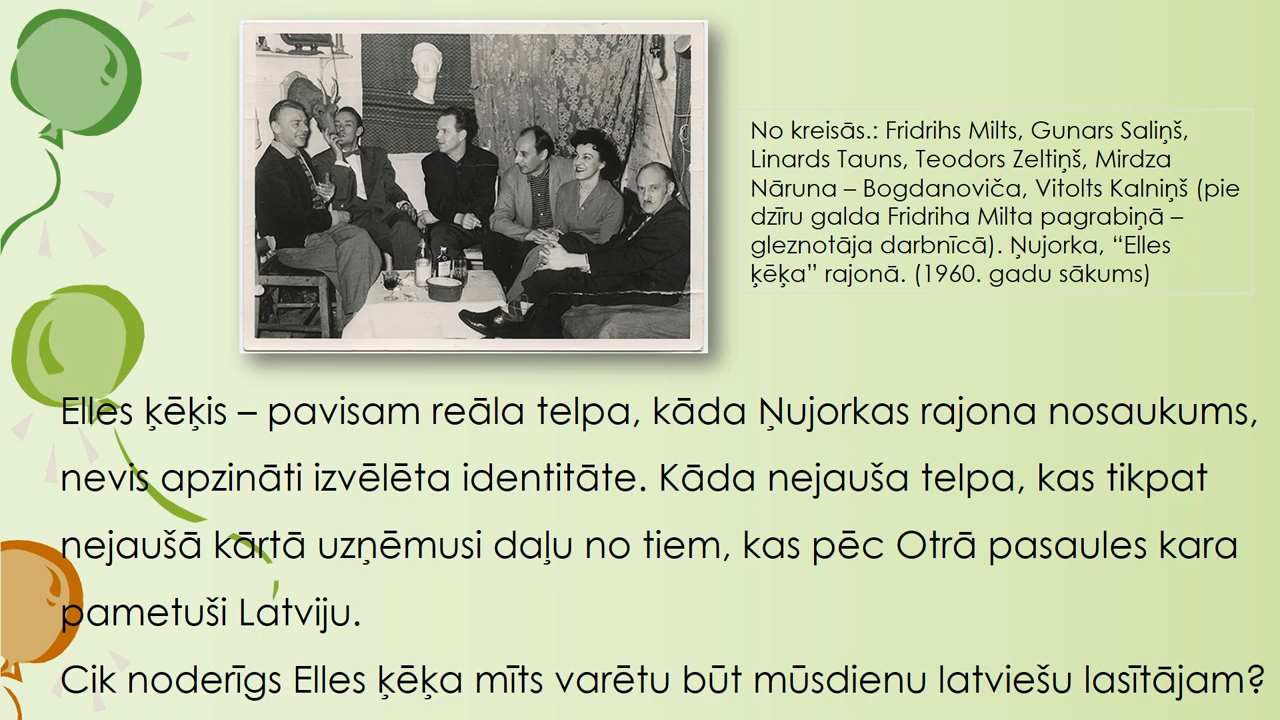 No kreisās.: Fridrihs Milts, Gunars Saliņš,
Linards Tauns, Teodors Zeltiņš, Mirdza
Nāruna – Bogdanoviča, Vitolts Kalniņš (pie
dzīru galda Fridriha Milta pagrabiņā –
gleznotāja darbnīcā). Ņujorka, “Elles
ķēķa” rajonā. (1960. gadu sākums)
Elles ķēķis – pavisam reāla telpa, kāda Ņujorkas rajona nosaukums,
nevis apzināti izvēlēta identitāte. Kāda nejauša telpa, kas tikpat
nejaušā kārtā uzņēmusi daļu no tiem, kas pēc Otrā pasaules kara
pametuši Latviju.
Cik noderīgs Elles ķēķa mīts varētu būt mūsdienu latviešu lasītājam?